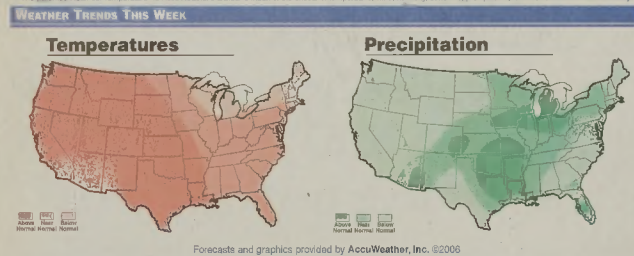 WEATHER TRENDS THIS WEEK
Temperatures
Precipitation
Above Normal
Near Normal
Below Normal
Above Normal
Near Normal
Below Normal
Forecasts and graphics provided by AccuWeather, Inc. ©2006